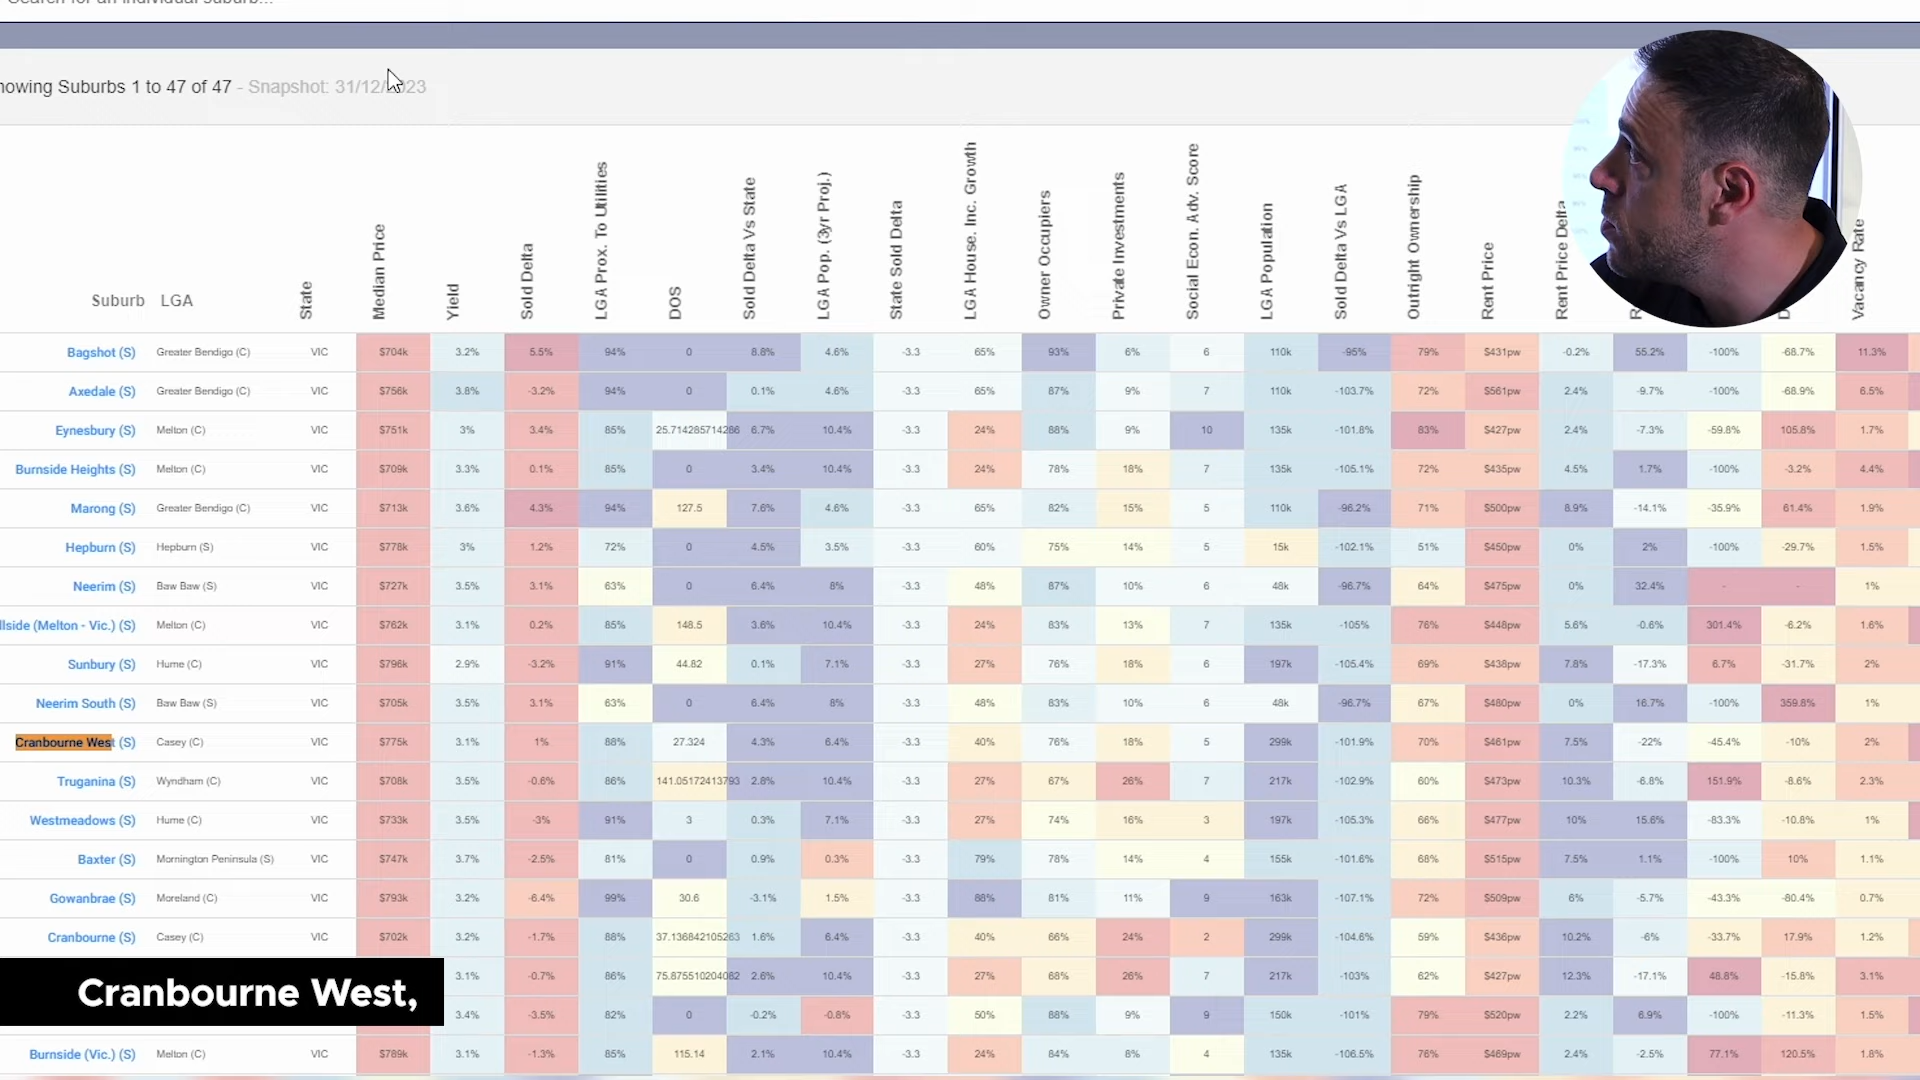 howing Suburbs 1 to 47 of 47 - Snapshot: 31/12/2023
Suburb LGA State Median Price Yield Sold Delta LGA Prox. To Utilities DOS Sold Delta Vs State LGA Pop. (3yr Proj.) State Sold Delta LGA House. Inc. Growth Owner Occupiers Private Investments Social Econ. Adv. Score LGA Population Sold Delta Vs LGA Outright Ownership Rent Price Rent Price Delta Vacancy Rate
Bagshot (S) Greater Bendigo (C) VIC $704k 3.2% 5.5% 94% 0 8.8% 4.6% -3.3 65% 93% 6% 6 110k -95% 79% $431pw -0.2% 55.2% -100% -68.7% 11.3%
Axedale (S) Greater Bendigo (C) VIC $756k 3.8% -3.2% 94% 0 0.1% 4.6% -3.3 65% 87% 9% 7 110k -103.7% 72% $561pw 2.4% -9.7% -100% -68.9% 6.5%
Eynesbury (S) Melton (C) VIC $751k 3% 3.4% 85% 25.714285714286 6.7% 10.4% -3.3 24% 88% 9% 10 135k -101.8% 83% $427pw 2.4% -7.3% -59.8% 105.8% 1.7%
Burnside Heights (S) Melton (C) VIC $709k 3.3% 0.1% 85% 0 3.4% 10.4% -3.3 24% 78% 18% 7 135k -105.1% 72% $435pw 4.5% 1.7% -100% -3.2% 4.4%
Marong (S) Greater Bendigo (C) VIC $713k 3.6% 4.3% 94% 127.5 7.6% 4.6% -3.3 65% 82% 15% 5 110k -96.2% 71% $500pw 8.9% -14.1% -35.9% 61.4% 1.9%
Hepburn (S) Hepburn (S) VIC $778k 3% 1.2% 72% 0 4.5% 3.5% -3.3 60% 75% 14% 5 15k -102.1% 51% $450pw 0% 2% -100% -29.7% 1.5%
Neerim (S) Baw Baw (S) VIC $727k 3.5% 3.1% 63% 0 6.4% 8% -3.3 48% 87% 10% 6 48k -96.7% 64% $475pw 0% 32.4% - - 1%
llside (Melton - Vic.) (S) Melton (C) VIC $762k 3.1% 0.2% 85% 148.5 3.6% 10.4% -3.3 24% 83% 13% 7 135k -105% 76% $448pw 5.6% -0.6% 301.4% -6.2% 1.6%
Sunbury (S) Hume (C) VIC $796k 2.9% -3.2% 91% 44.82 0.1% 7.1% -3.3 27% 76% 18% 6 197k -105.4% 69% $438pw 7.8% -17.3% 6.7% -31.7% 2%
Neerim South (S) Baw Baw (S) VIC $705k 3.5% 3.1% 63% 0 6.4% 8% -3.3 48% 83% 10% 6 48k -96.7% 67% $480pw 0% 16.7% -100% 359.8% 1%
Cranbourne West (S) Casey (C) VIC $775k 3.1% 1% 88% 27.324 4.3% 6.4% -3.3 40% 76% 18% 5 299k -101.9% 70% $461pw 7.5% -22% -45.4% -10% 2%
Truganina (S) Wyndham (C) VIC $708k 3.5% -0.6% 86% 141.05172413793 2.8% 10.4% -3.3 27% 67% 26% 7 217k -102.9% 60% $473pw 10.3% -6.8% 151.9% -8.6% 2.3%
Westmeadows (S) Hume (C) VIC $733k 3.5% -3% 91% 3 0.3% 7.1% -3.3 27% 74% 16% 3 197k -105.3% 66% $477pw 10% 15.6% -83.3% -10.8% 1%
Baxter (S) Mornington Peninsula (S) VIC $747k 3.7% -2.5% 81% 0 0.9% 0.3% -3.3 79% 78% 14% 4 155k -101.6% 68% $515pw 7.5% 1.1% -100% 10% 1.1%
Gowanbrae (S) Moreland (C) VIC $793k 3.2% -6.4% 99% 30.6 -3.1% 1.5% -3.3 88% 81% 11% 9 163k -107.1% 72% $509pw 6% -5.7% -43.3% -80.4% 0.7%
Cranbourne (S) Casey (C) VIC $702k 3.2% -1.7% 88% 37.136842105263 1.6% 6.4% -3.3 40% 66% 24% 2 299k -104.6% 59% $436pw 10.2% -6% -33.7% 17.9% 1.2%
3.1% -0.7% 86% 75.875510204082 2.6% 10.4% -3.3 27% 68% 26% 7 217k -103% 62% $427pw 12.3% -17.1% 48.8% -15.8% 3.1%
Cranbourne West,
3.4% -3.5% 82% 0 -0.2% -0.8% -3.3 50% 88% 9% 9 150k -101% 79% $520pw 2.2% 6.9% -100% -11.3% 1.5%
Burnside (Vic.) (S) Melton (C) VIC $789k 3.1% -1.3% 85% 115.14 2.1% 10.4% -3.3 24% 84% 8% 4 135k -106.5% 76% $469pw 2.4% -2.5% 77.1% 120.5% 1.8%